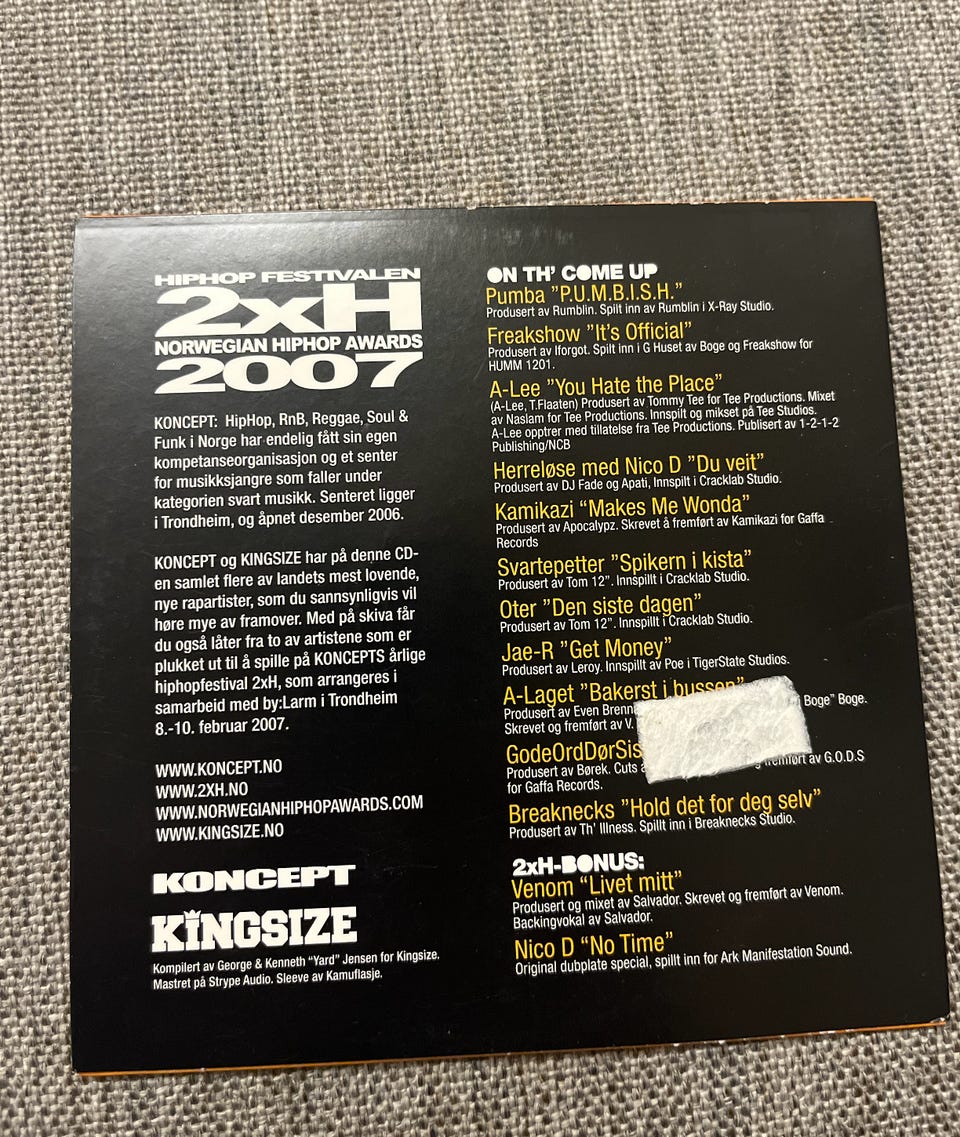 HIPHOP FESTIVALEN
2xH
NORWEGIAN HIPHOP AWARDS
2007
KONCEPT: HipHop, RnB, Reggae, Soul &
Funk i Norge har endelig fått sin egen
kompetanseorganisasjon og et senter
for musikksjangre som faller under
kategorien svart musikk. Senteret ligger
i Trondheim, og åpnet desember 2006.
KONCEPT og KINGSIZE har på denne CD-
en samlet flere av landets mest lovende,
nye rapartister, som du sannsynligvis vil
høre mye av framover. Med på skiva får
du også låter fra to av artistene som er
plukket ut til å spille på KONCEPTS årlige
hiphopfestival 2xH, som arrangeres i
samarbeid med by:Larm i Trondheim
8.-10. februar 2007.
WWW.KONCEPT.NO
WWW.2XH.NO
WWW.NORWEGIANHIPHOPAWARDS.COM
WWW.KINGSIZE.NO
KONCEPT
KINGSIZE
Kompilert av George & Kenneth "Yard" Jensen for Kingsize.
Mastret på Strype Audio. Sleeve av Kamuflasje.
ON TH' COME UP
Pumba "P.U.M.B.I.S.H."
Produsert av Rumblin. Spilt inn av Rumblin i X-Ray Studio.
Freakshow "It's Official"
Produsert av Iforgot. Spilt inn i G Huset av Boge og Freakshow for
HUMM 1201.
A-Lee "You Hate the Place"
(A-Lee, T.Flaaten) Produsert av Tommy Tee for Tee Productions. Mixet
av Naslam for Tee Productions. Innspilt og mikset på Tee Studios.
A-Lee opptrer med tillatelse fra Tee Productions. Publisert av 1-2-1-2
Publishing/NCB
Herreløse med Nico D "Du veit"
Produsert av DJ Fade og Apati, Innspilt i Cracklab Studio.
Kamikazi "Makes Me Wonda"
Produsert av Apocalypz. Skrevet å fremført av Kamikazi for Gaffa
Records
Svartepetter "Spikern i kista"
Produsert av Tom 12". Innspillt i Cracklab Studio.
Oter "Den siste dagen"
Produsert av Tom 12". Innspillt i Cracklab Studio.
Jae-R "Get Money"
Produsert av Leroy. Innspillt av Poe i TigerState Studios.
A-Laget "Bakerst i bussen"
Produsert av Even Brenn Boge" Boge.
Skrevet og fremført av V.
GodeOrdDørSis
Produsert av Børek. Cuts fremført av G.O.D.S
for Gaffa Records.
Breaknecks "Hold det for deg selv"
Produsert av Th' Illness. Spillt inn i Breaknecks Studio.
2xH-BONUS:
Venom "Livet mitt"
Produsert og mixet av Salvador. Skrevet og fremført av Venom.
Backingvokal av Salvador.
Nico D "No Time"
Original dubplate special, spillt inn for Ark Manifestation Sound.